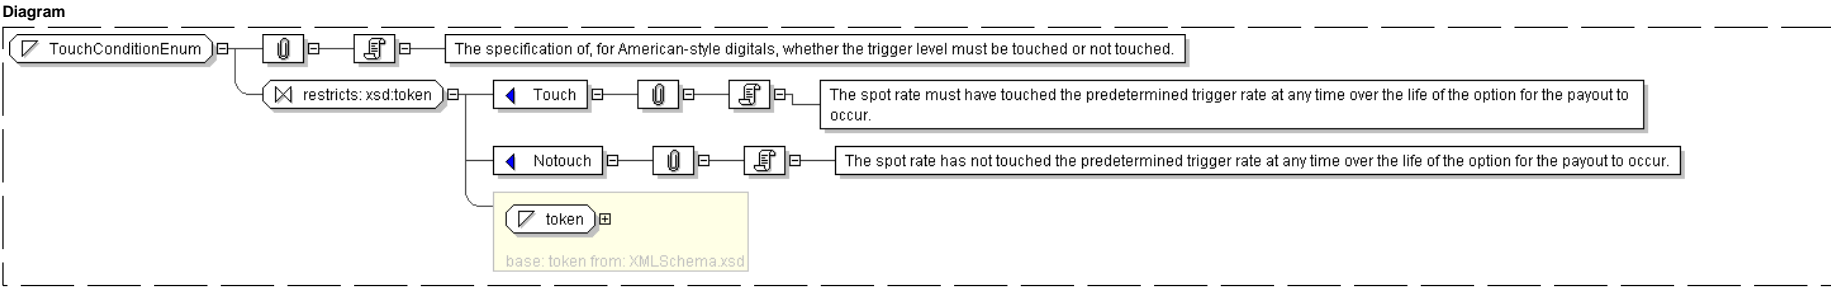 Diagram
TouchConditionEnum
The specification of, for American-style digitals, whether the trigger level must be touched or not touched.
restricts: xsd:token
Touch
The spot rate must have touched the predetermined trigger rate at any time over the life of the option for the payout to
occur.
Notouch
The spot rate has not touched the predetermined trigger rate at any time over the life of the option for the payout to occur.
token
base: token from: XMLSchema.xsd